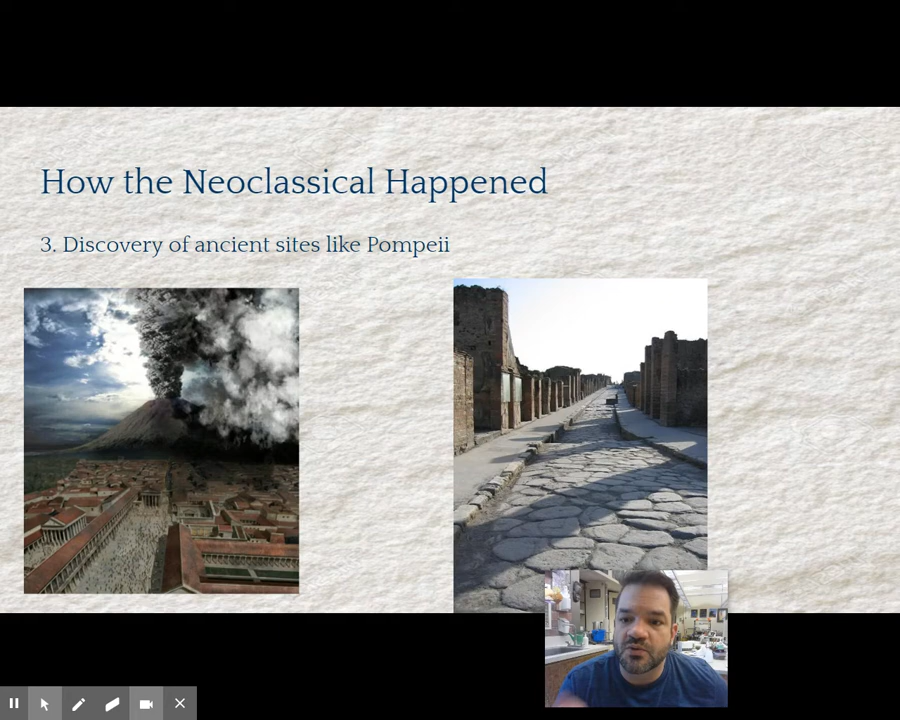 How the Neoclassical Happened
3. Discovery of ancient sites like Pompeii